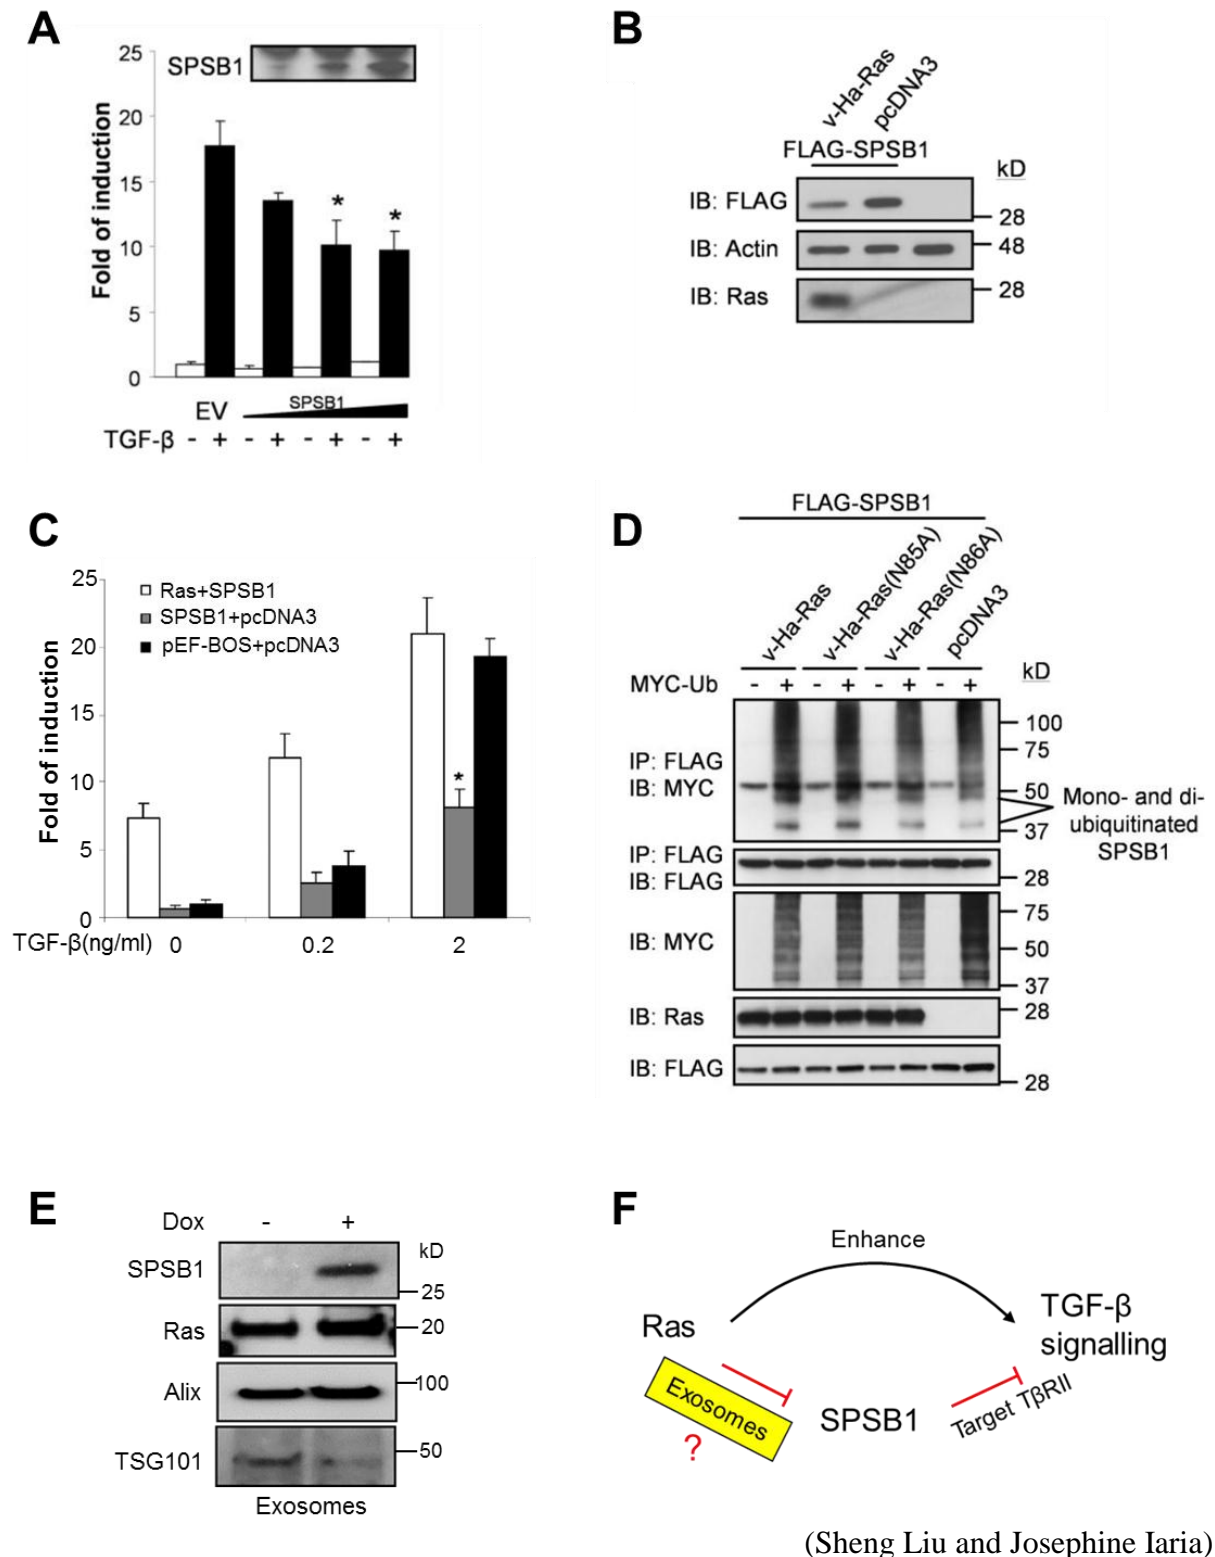 A
25
SPSB1
20
15
10
5
0
Fold of induction
*
*
EV
SPSB1
TGF-β - + - + - + - +
B
v-Ha-Ras
pcDNA3
FLAG-SPSB1
kD
IB: FLAG
28
IB: Actin
48
IB: Ras
28
C
25
20
15
10
5
0
Fold of induction
Ras+SPSB1
SPSB1+pcDNA3
pEF-BOS+pcDNA3
*
TGF-β(ng/ml) 0 0.2 2
D
FLAG-SPSB1
v-Ha-Ras
v-Ha-Ras(N85A)
v-Ha-Ras(N86A)
pcDNA3
kD
MYC-Ub - + - + - + - +
100
75
IP: FLAG
IB: MYC
50
37
Mono- and di-
ubiquitinated
SPSB1
IP: FLAG
IB: FLAG
28
75
IB: MYC
50
37
28
IB: Ras
IB: FLAG
28
E
Dox - +
kD
SPSB1
25
Ras
20
Alix
100
TSG101
50
Exosomes
F
Enhance
Ras
TGF-β
signalling
Exosomes
?
SPSB1
Target TβRII
(Sheng Liu and Josephine Iaria)